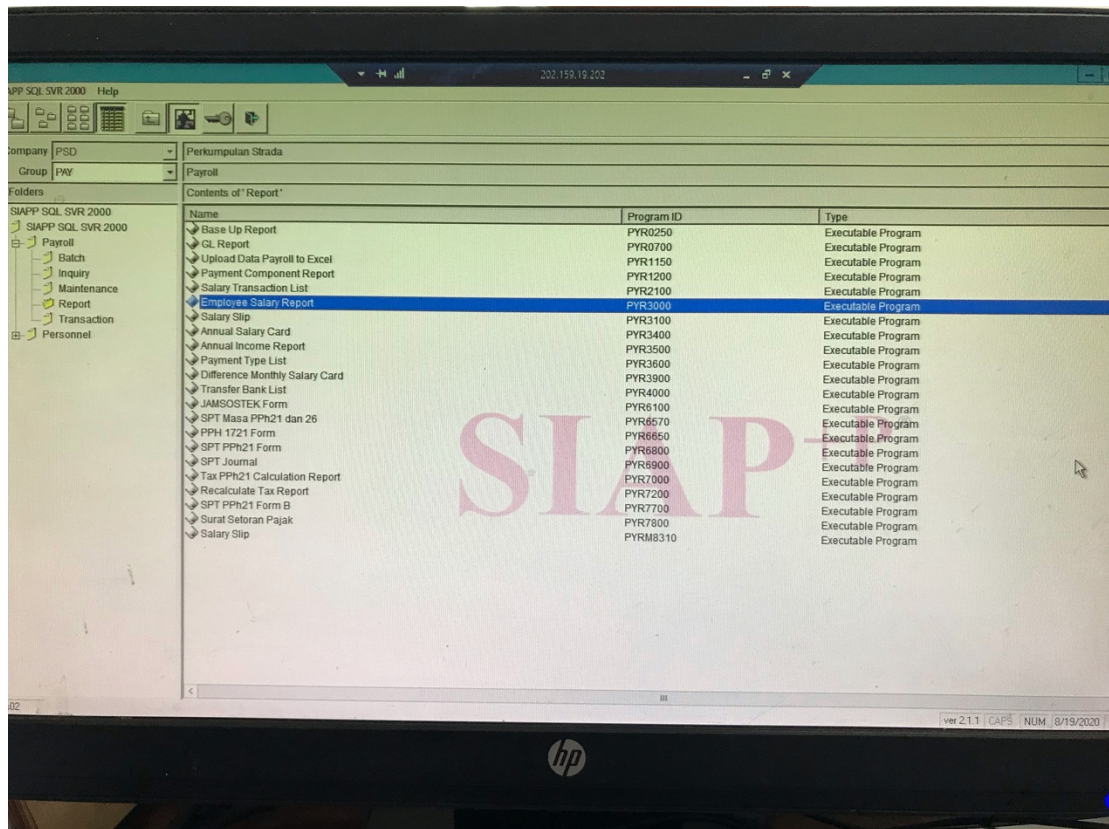 202.159.19.202
APP SQL SVR 2000 Help
Company PSD Perkumpulan Strada
Group PAY Payroll
Folders Contents of "Report"
SIAPP SQL SVR 2000
SIAPP SQL SVR 2000
Payroll
Batch
Inquiry
Maintenance
Report
Transaction
Personnel
Name Program ID Type
Base Up Report PYR0250 Executable Program
GL Report PYR0700 Executable Program
Upload Data Payroll to Excel PYR1150 Executable Program
Payment Component Report PYR1200 Executable Program
Salary Transaction List PYR2100 Executable Program
Employee Salary Report PYR3000 Executable Program
Salary Slip PYR3100 Executable Program
Annual Salary Card PYR3400 Executable Program
Annual Income Report PYR3500 Executable Program
Payment Type List PYR3600 Executable Program
Difference Monthly Salary Card PYR3900 Executable Program
Transfer Bank List PYR4000 Executable Program
JAMSOSTEK Form PYR6100 Executable Program
SPT Masa PPh21 dan 26 PYR6570 Executable Program
PPH 1721 Form PYR6650 Executable Program
SPT PPh21 Form PYR6800 Executable Program
SPT Journal PYR6900 Executable Program
Tax PPh21 Calculation Report PYR7000 Executable Program
Recalculate Tax Report PYR7200 Executable Program
SPT PPh21 Form B PYR7700 Executable Program
Surat Setoran Pajak PYR7800 Executable Program
Salary Slip PYRM8310 Executable Program
SIAP++P
ver 2.1.1 CAPS NUM 8/19/2020
hp